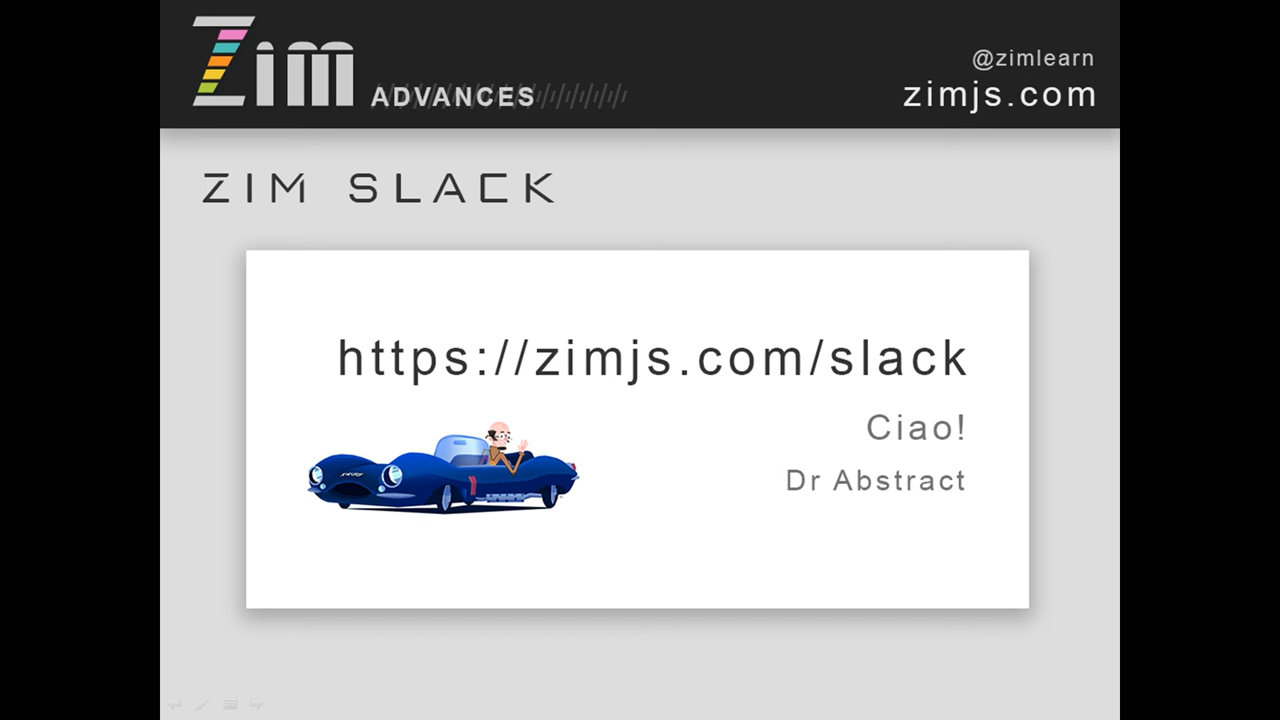 Zim ADVANCES
@zimlearn
zimjs.com
ZIM SLACK
https://zimjs.com/slack
Ciao!
Dr Abstract